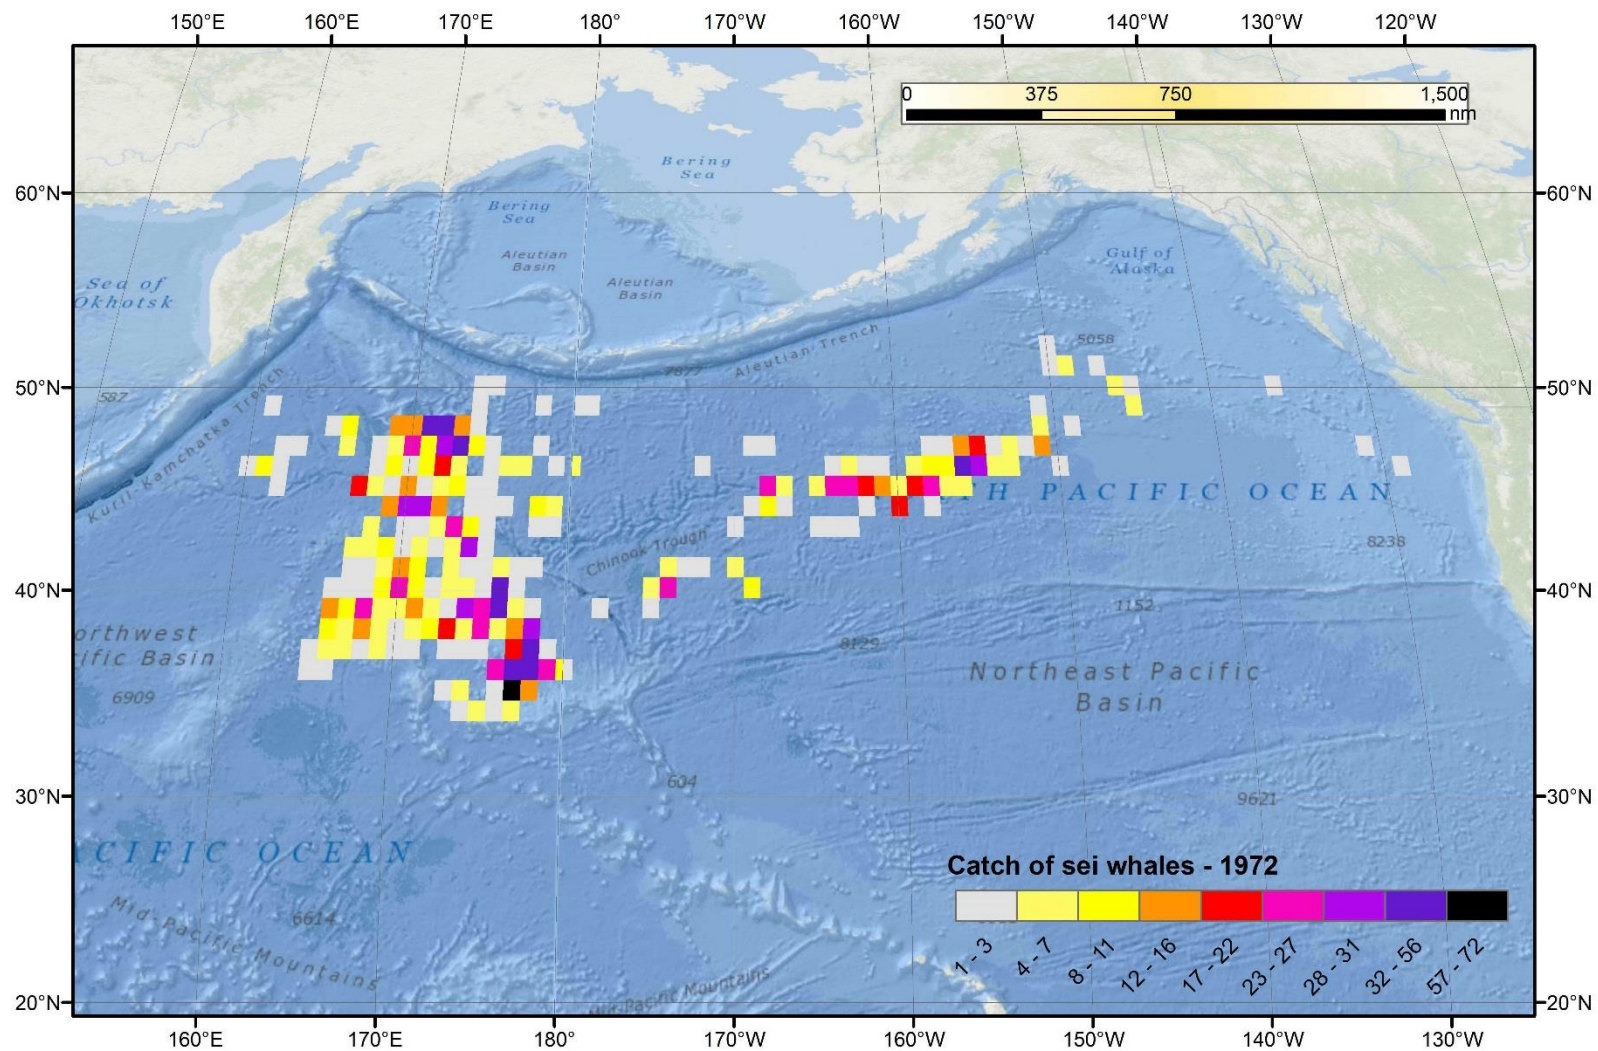 150°E 160°E 170°E 180° 170°W 160°W 150°W 140°W 130°W 120°W
0 375 750 1,500
nm
Bering
Sea
60°N 60°N
Bering
Sea
Aleutian
Basin
Gulf of
Alaska
Sea of
Okhotsk
Aleutian
Basin
5058
Aleutian Trench
7877
50°N 50°N
587
Kuril-Kamchatka Trench
TH PACIFIC OCEAN
8238
Chinook Trough
40°N 40°N
1152
orthwest
ific Basin
8129
Northeast Pacific
Basin
6909
604
30°N 30°N
9621
ACIFIC OCEAN
Catch of sei whales - 1972
Mid-Pacific Mountains
6614
1 - 3 4 - 7 8 - 11 12 - 16 17 - 22 23 - 27 28 - 31 32 - 56 57 - 72
Pacific Mountains
20°N 20°N
160°E 170°E 180° 170°W 160°W 150°W 140°W 130°W